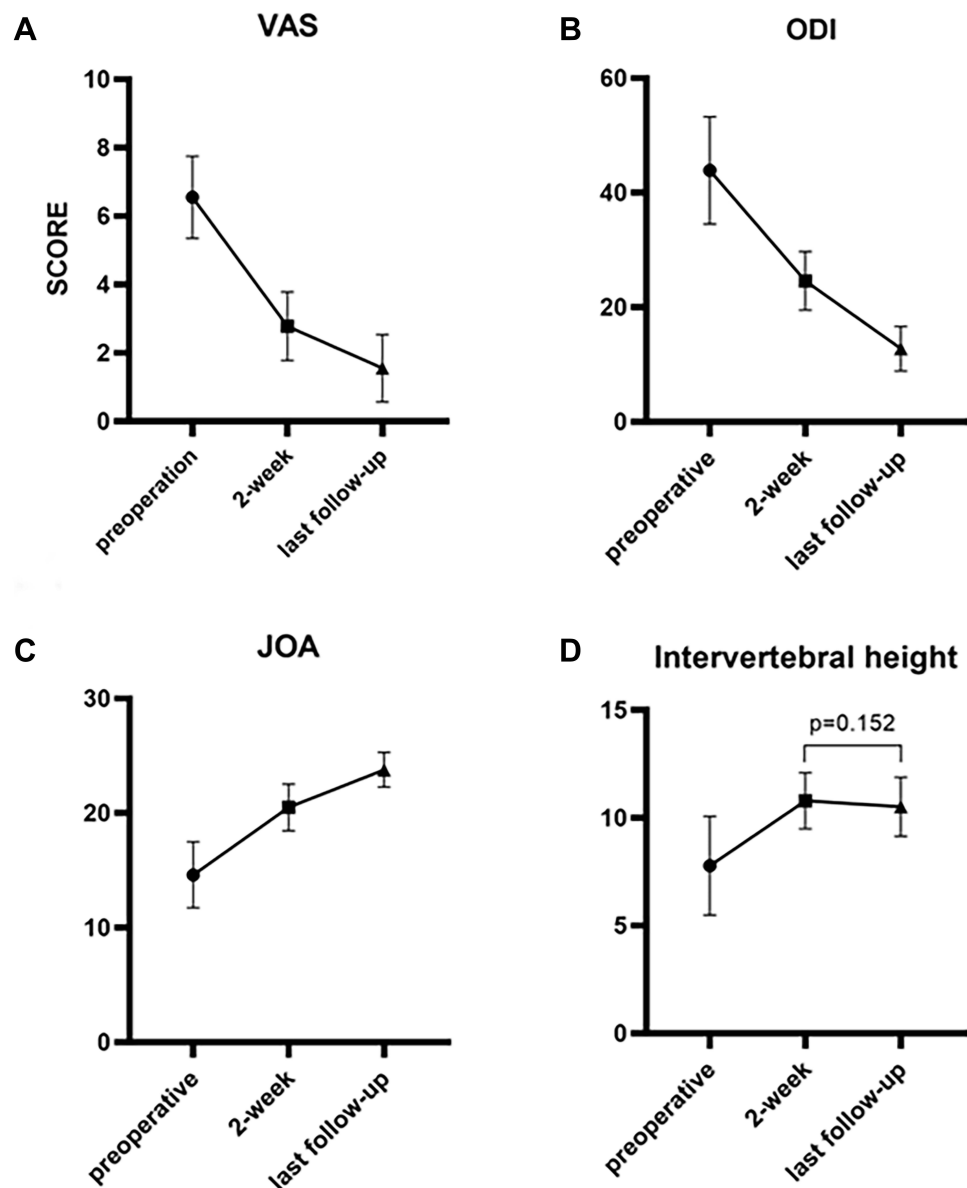 A
VAS
SCORE
10
8
6
4
2
0
preoperation
2-week
last follow-up
B
ODI
60
40
20
0
preoperative
2-week
last follow-up
C
JOA
30
20
10
0
preoperative
2-week
last follow-up
D
Intervertebral height
15
10
5
0
p=0.152
preoperative
2-week
last follow-up